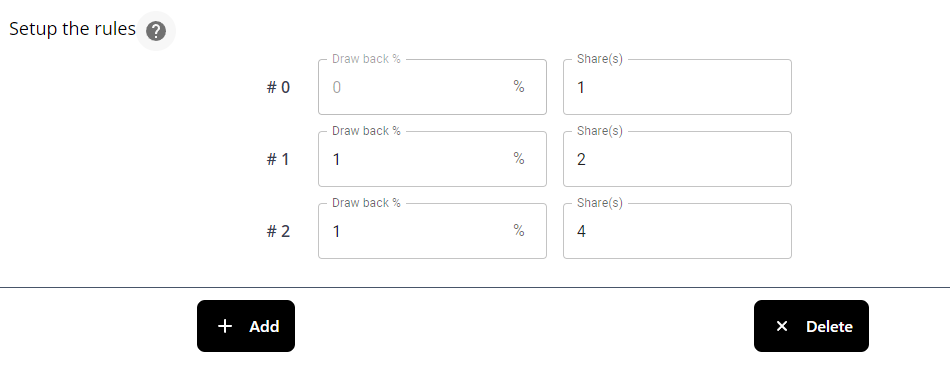 Setup the rules ?
Draw back % Share(s)
# 0 0 % 1
Draw back % Share(s)
# 1 1 % 2
Draw back % Share(s)
# 2 1 % 4
+ Add × Delete